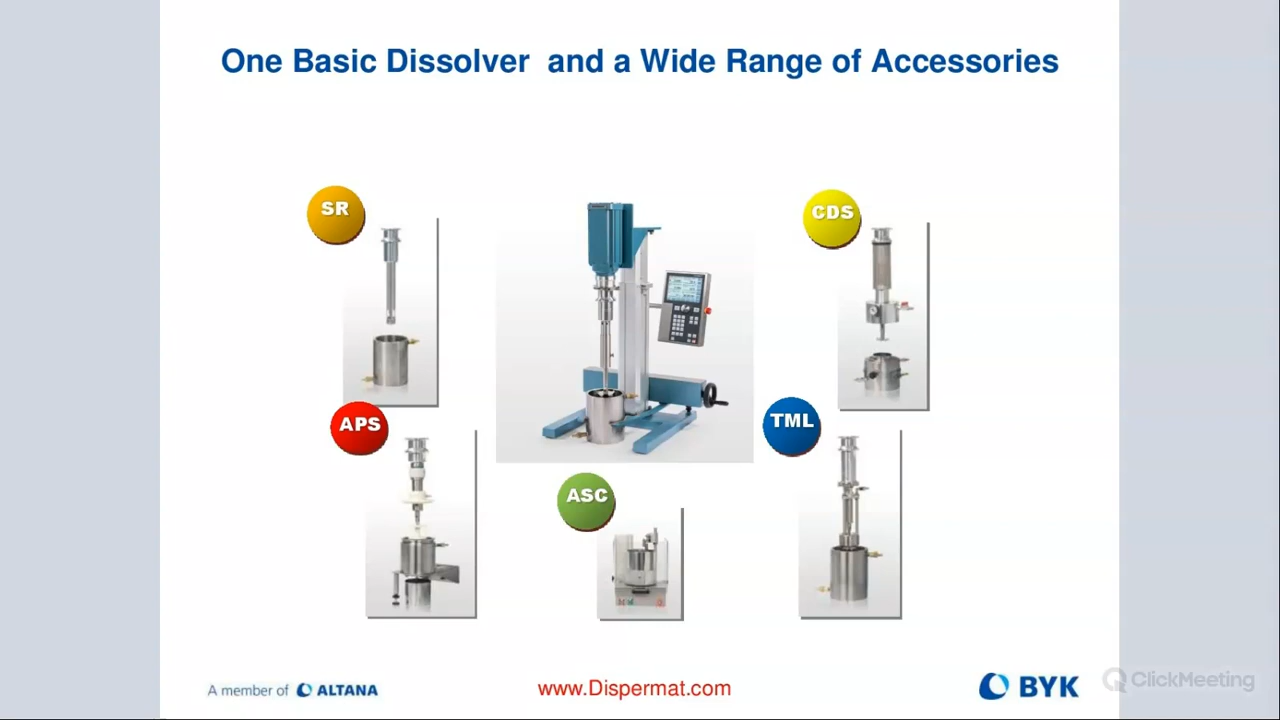 One Basic Dissolver and a Wide Range of Accessories
SR
CDS
APS
TML
ASC
A member of ALTANA
www.Dispermat.com
BYK
ClickMeeting